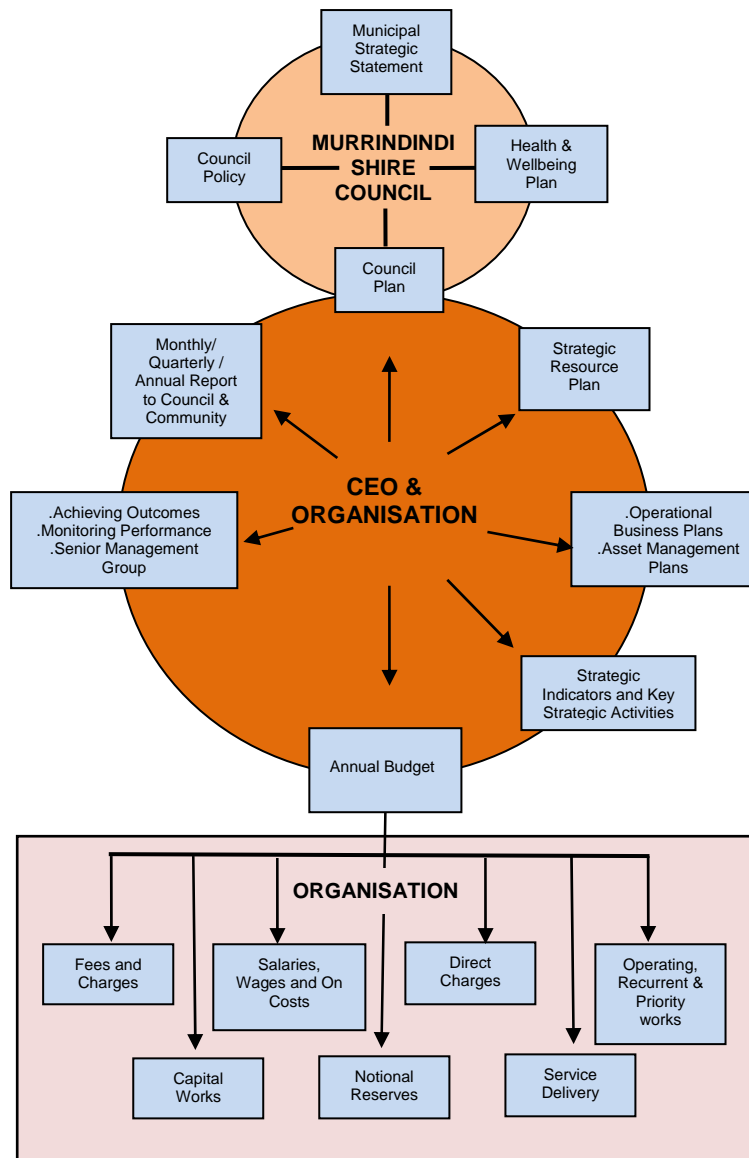 Municipal
Strategic
Statement
MURRINDINDI
SHIRE
COUNCIL
Council
Policy
Health &
Wellbeing
Plan
Council
Plan
Monthly/
Quarterly /
Annual Report
to Council &
Community
Strategic
Resource
Plan
CEO &
ORGANISATION
.Achieving Outcomes
.Monitoring Performance
.Senior Management
Group
.Operational
Business Plans
.Asset Management
Plans
Strategic
Indicators and Key
Strategic Activities
Annual Budget
ORGANISATION
Fees and
Charges
Salaries,
Wages and On
Costs
Direct
Charges
Operating,
Recurrent &
Priority
works
Capital
Works
Notional
Reserves
Service
Delivery